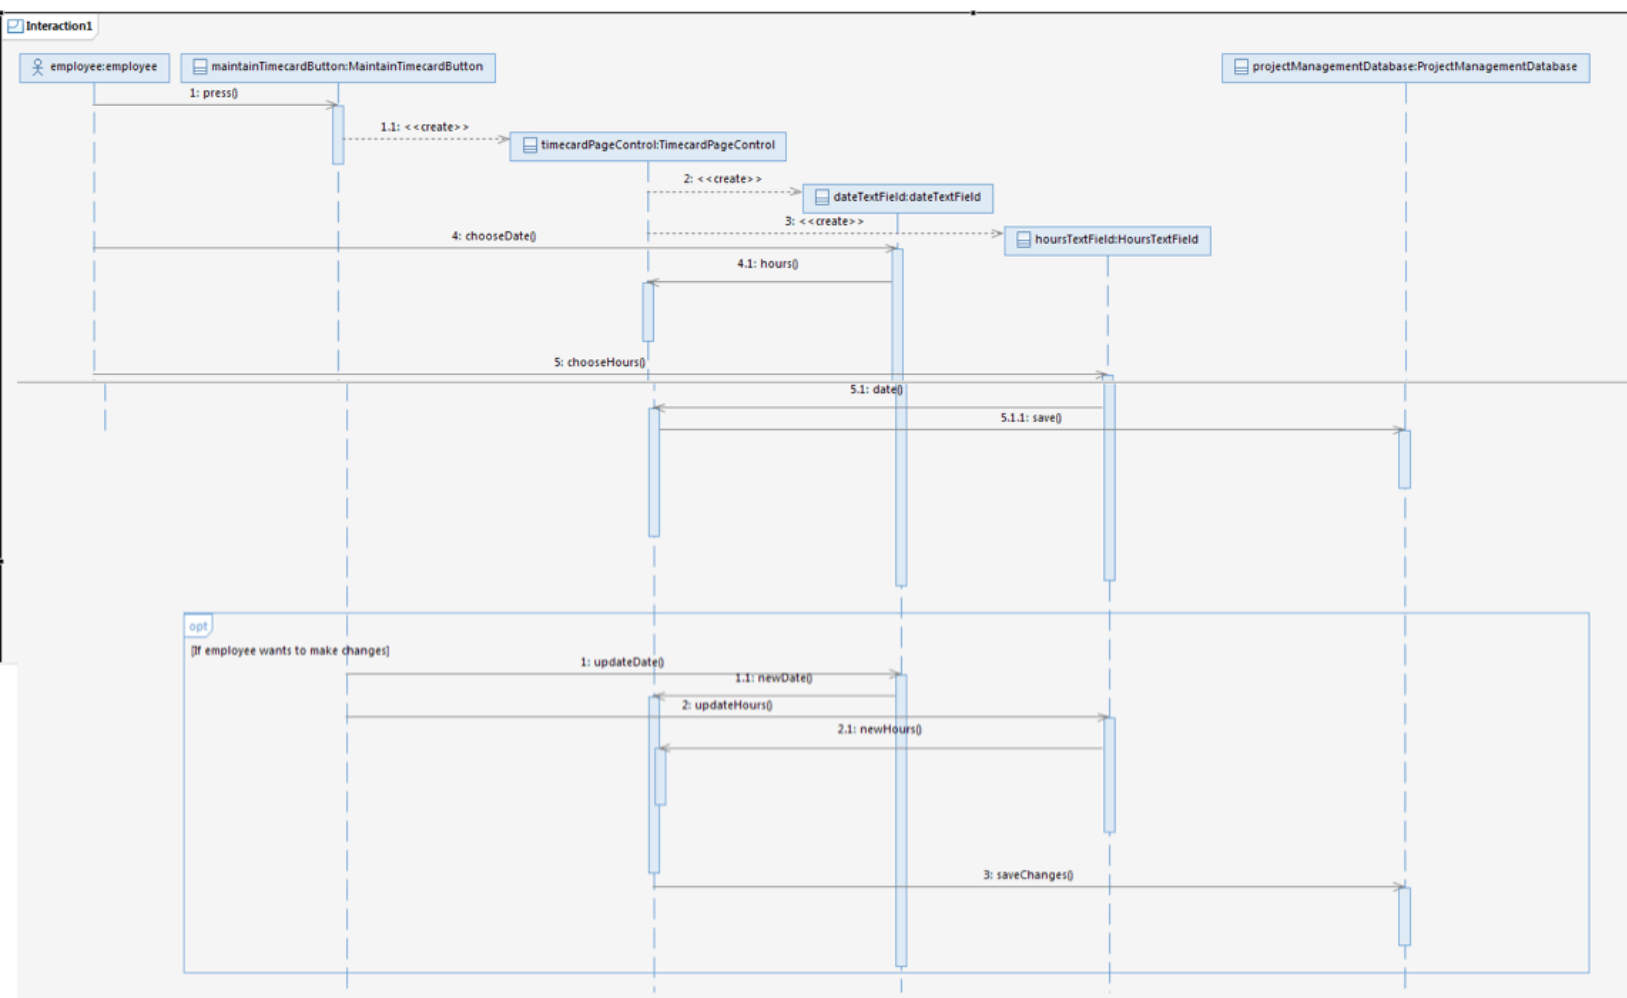 Interaction1
employee:employee
maintainTimecardButton:MaintainTimecardButton
projectManagementDatabase:ProjectManagementDatabase
1: press()
1.1: <<create>>
timecardPageControl:TimecardPageControl
2: <<create>>
dateTextField:dateTextField
3: <<create>>
4: chooseDate()
hoursTextField:HoursTextField
4.1: hours()
5: chooseHours()
5.1: date()
5.1.1: save()
opt
[If employee wants to make changes]
1: updateDate()
1.1: newDate()
2: updateHours()
2.1: newHours()
3: saveChanges()